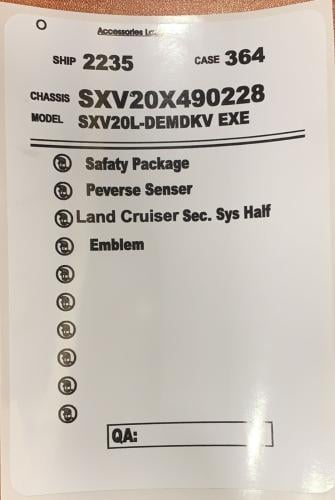 Accessories
SHIP 2235 CASE 364
CHASSIS SXV20X490228
MODEL SXV20L-DEMDKV EXE
Safaty Package
Peverse Senser
Land Cruiser Sec. Sys Half
Emblem
QA: